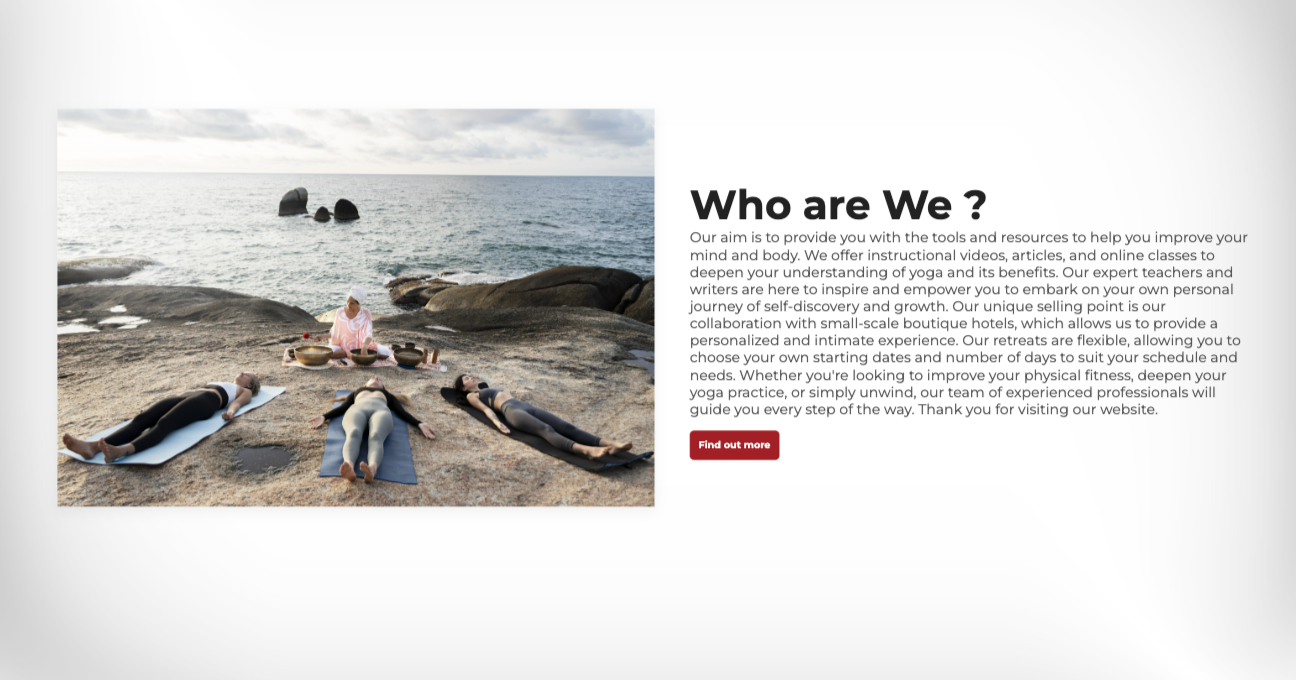 Who are We ?
Our aim is to provide you with the tools and resources to help you improve your
mind and body. We offer instructional videos, articles, and online classes to
deepen your understanding of yoga and its benefits. Our expert teachers and
writers are here to inspire and empower you to embark on your own personal
journey of self-discovery and growth. Our unique selling point is our
collaboration with small-scale boutique hotels, which allows us to provide a
personalized and intimate experience. Our retreats are flexible, allowing you to
choose your own starting dates and number of days to suit your schedule and
needs. Whether you're looking to improve your physical fitness, deepen your
yoga practice, or simply unwind, our team of experienced professionals will
guide you every step of the way. Thank you for visiting our website.
Find out more